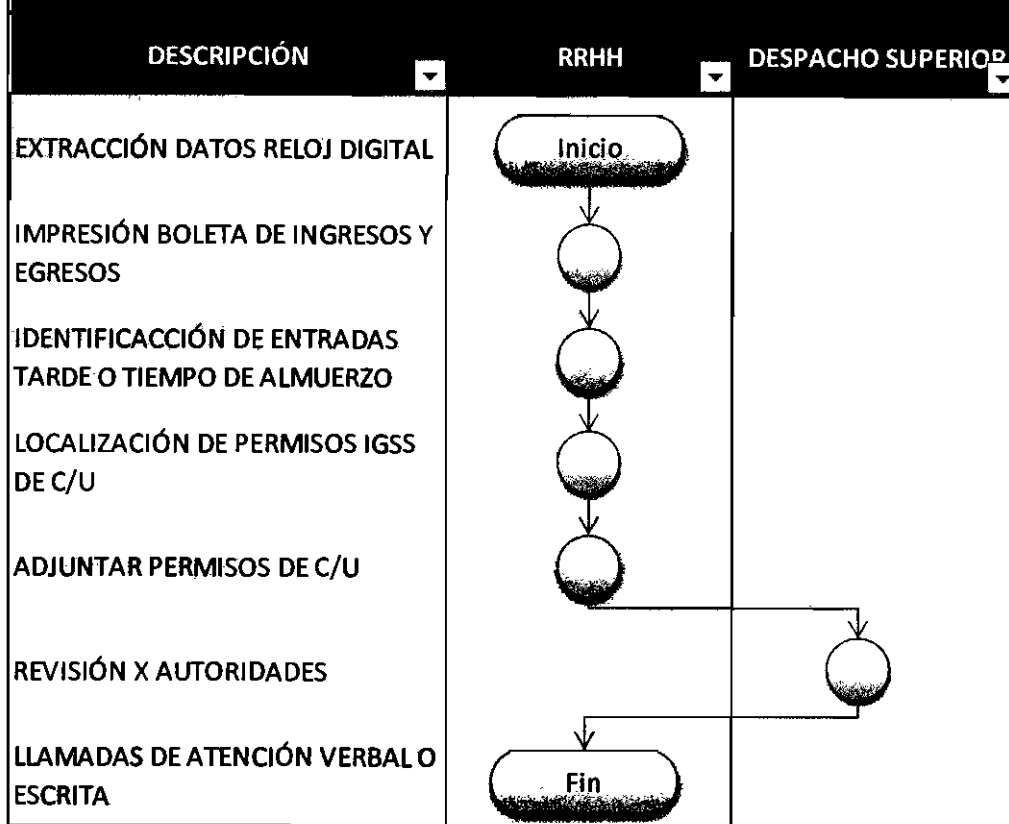 DESCRIPCIÓN
RRHH
DESPACHO SUPERIOR
EXTRACCIÓN DATOS RELOJ DIGITAL
Inicio
IMPRESIÓN BOLETA DE INGRESOS Y
EGRESOS
IDENTIFICACCIÓN DE ENTRADAS
TARDE O TIEMPO DE ALMUERZO
LOCALIZACIÓN DE PERMISOS IGSS
DE C/U
ADJUNTAR PERMISOS DE C/U
REVISIÓN X AUTORIDADES
LLAMADAS DE ATENCIÓN VERBAL O
ESCRITA
Fin